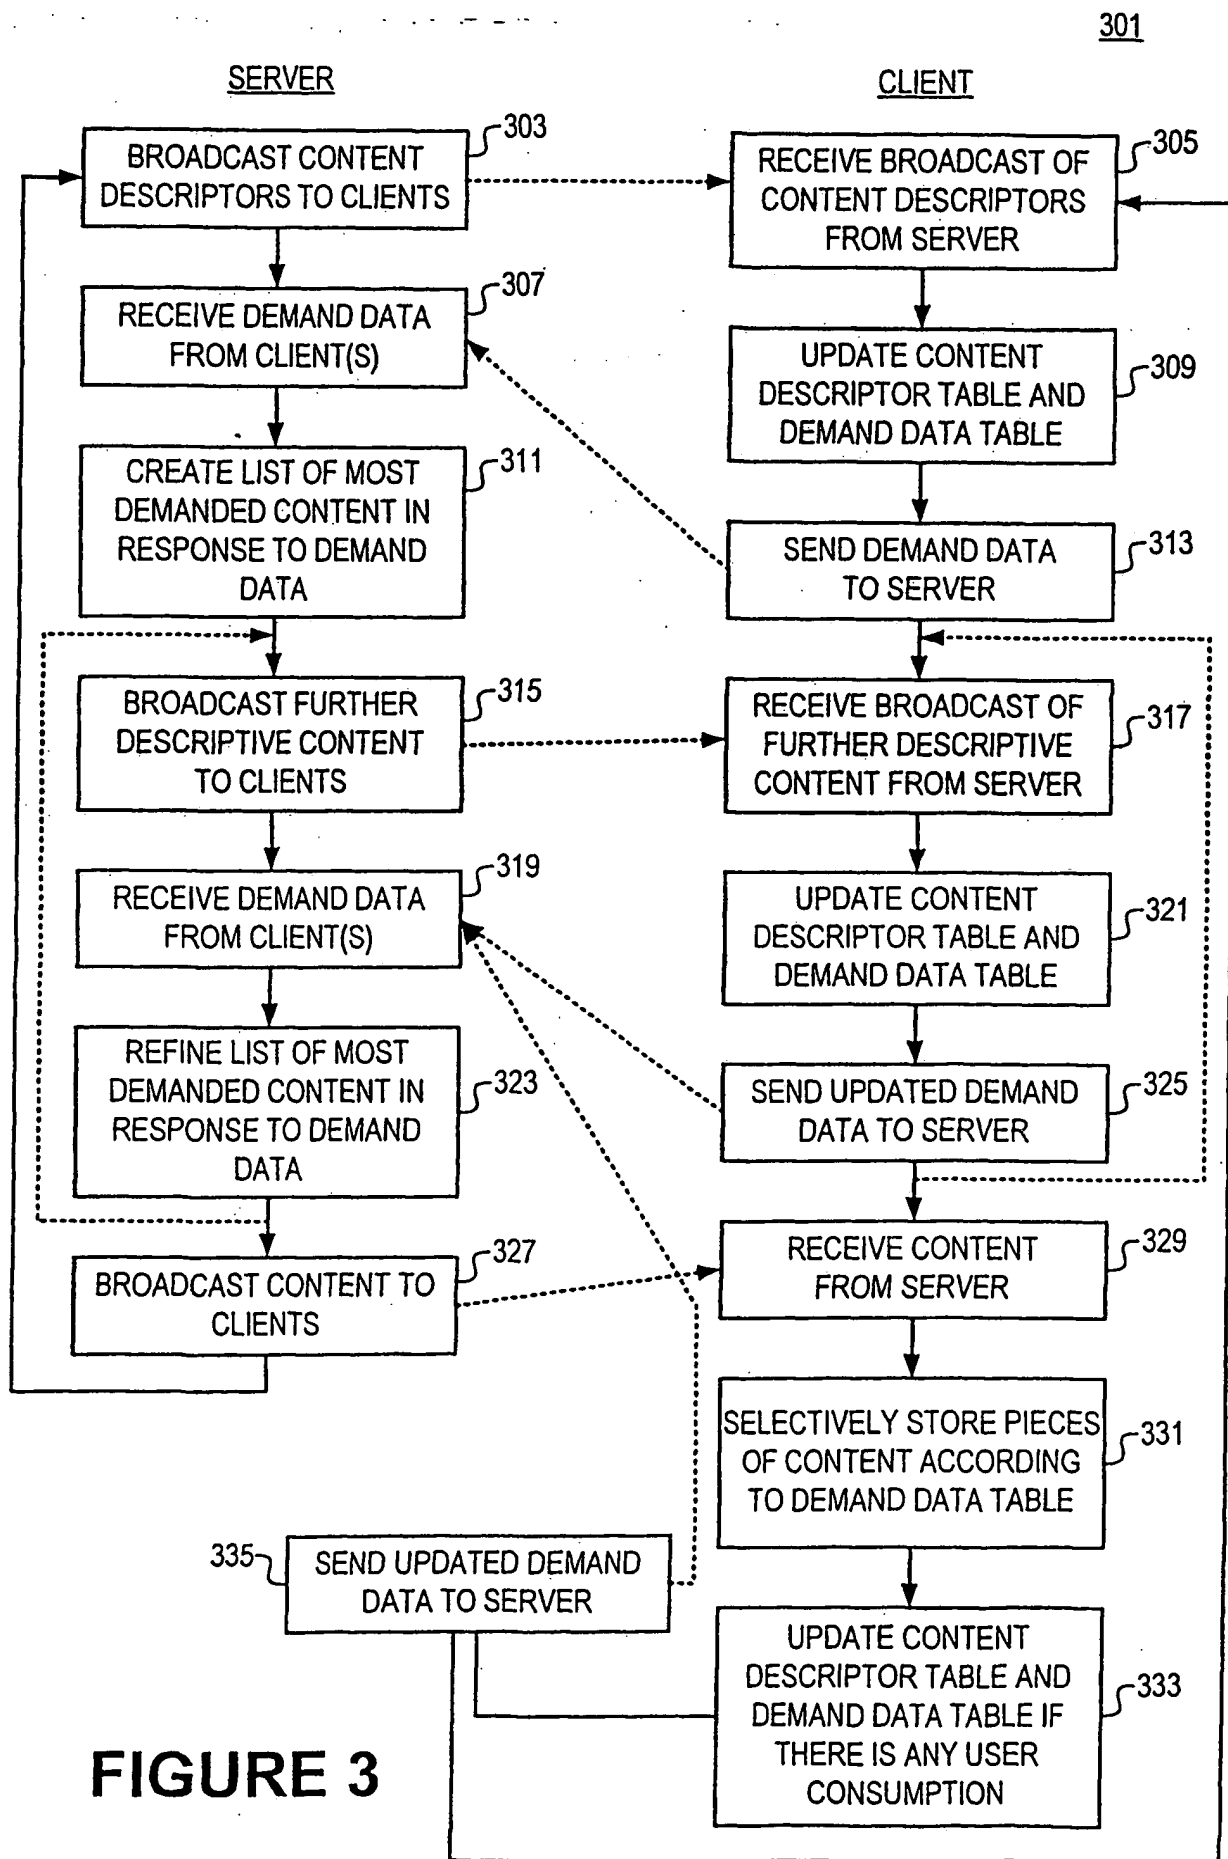 301
SERVER
CLIENT
303
BROADCAST CONTENT
DESCRIPTORS TO CLIENTS
305
RECEIVE BROADCAST OF
CONTENT DESCRIPTORS
FROM SERVER
307
RECEIVE DEMAND DATA
FROM CLIENT(S)
309
UPDATE CONTENT
DESCRIPTOR TABLE AND
DEMAND DATA TABLE
311
CREATE LIST OF MOST
DEMANDED CONTENT IN
RESPONSE TO DEMAND
DATA
313
SEND DEMAND DATA
TO SERVER
315
BROADCAST FURTHER
DESCRIPTIVE CONTENT
TO CLIENTS
317
RECEIVE BROADCAST OF
FURTHER DESCRIPTIVE
CONTENT FROM SERVER
319
RECEIVE DEMAND DATA
FROM CLIENT(S)
321
UPDATE CONTENT
DESCRIPTOR TABLE AND
DEMAND DATA TABLE
323
REFINE LIST OF MOST
DEMANDED CONTENT IN
RESPONSE TO DEMAND
DATA
325
SEND UPDATED DEMAND
DATA TO SERVER
327
BROADCAST CONTENT TO
CLIENTS
329
RECEIVE CONTENT
FROM SERVER
331
SELECTIVELY STORE PIECES
OF CONTENT ACCORDING
TO DEMAND DATA TABLE
335
SEND UPDATED DEMAND
DATA TO SERVER
333
UPDATE CONTENT
DESCRIPTOR TABLE AND
DEMAND DATA TABLE IF
THERE IS ANY USER
CONSUMPTION
FIGURE 3